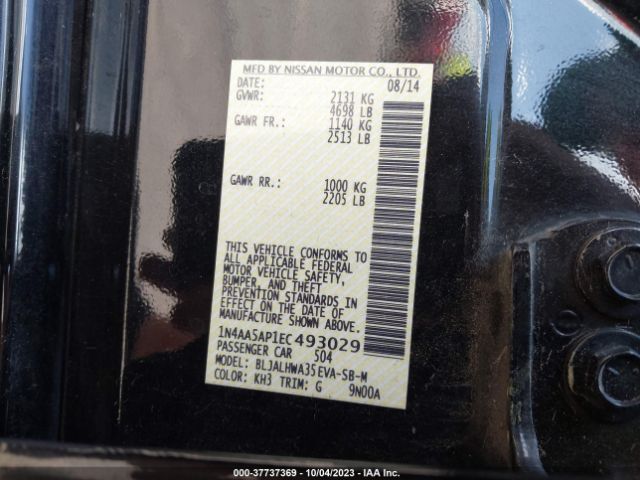 MFD BY NISSAN MOTOR CO., LTD.
DATE: 08/14
GVWR: 2131 KG
4698 LB
GAWR FR.: 1140 KG
2513 LB
GAWR RR.: 1000 KG
2205 LB
THIS VEHICLE CONFORMS TO
ALL APPLICABLE FEDERAL
MOTOR VEHICLE SAFETY,
BUMPER, AND THEFT
PREVENTION STANDARDS IN
EFFECT ON THE DATE OF
MANUFACTURE SHOWN ABOVE.
1N4AA5AP1EC493029
PASSENGER CAR 504
MODEL: BLJALHWA35EVA-SB-M
COLOR: KH3 TRIM: G 9N00A
000-37737369 | 10/04/2023 | IAA Inc.